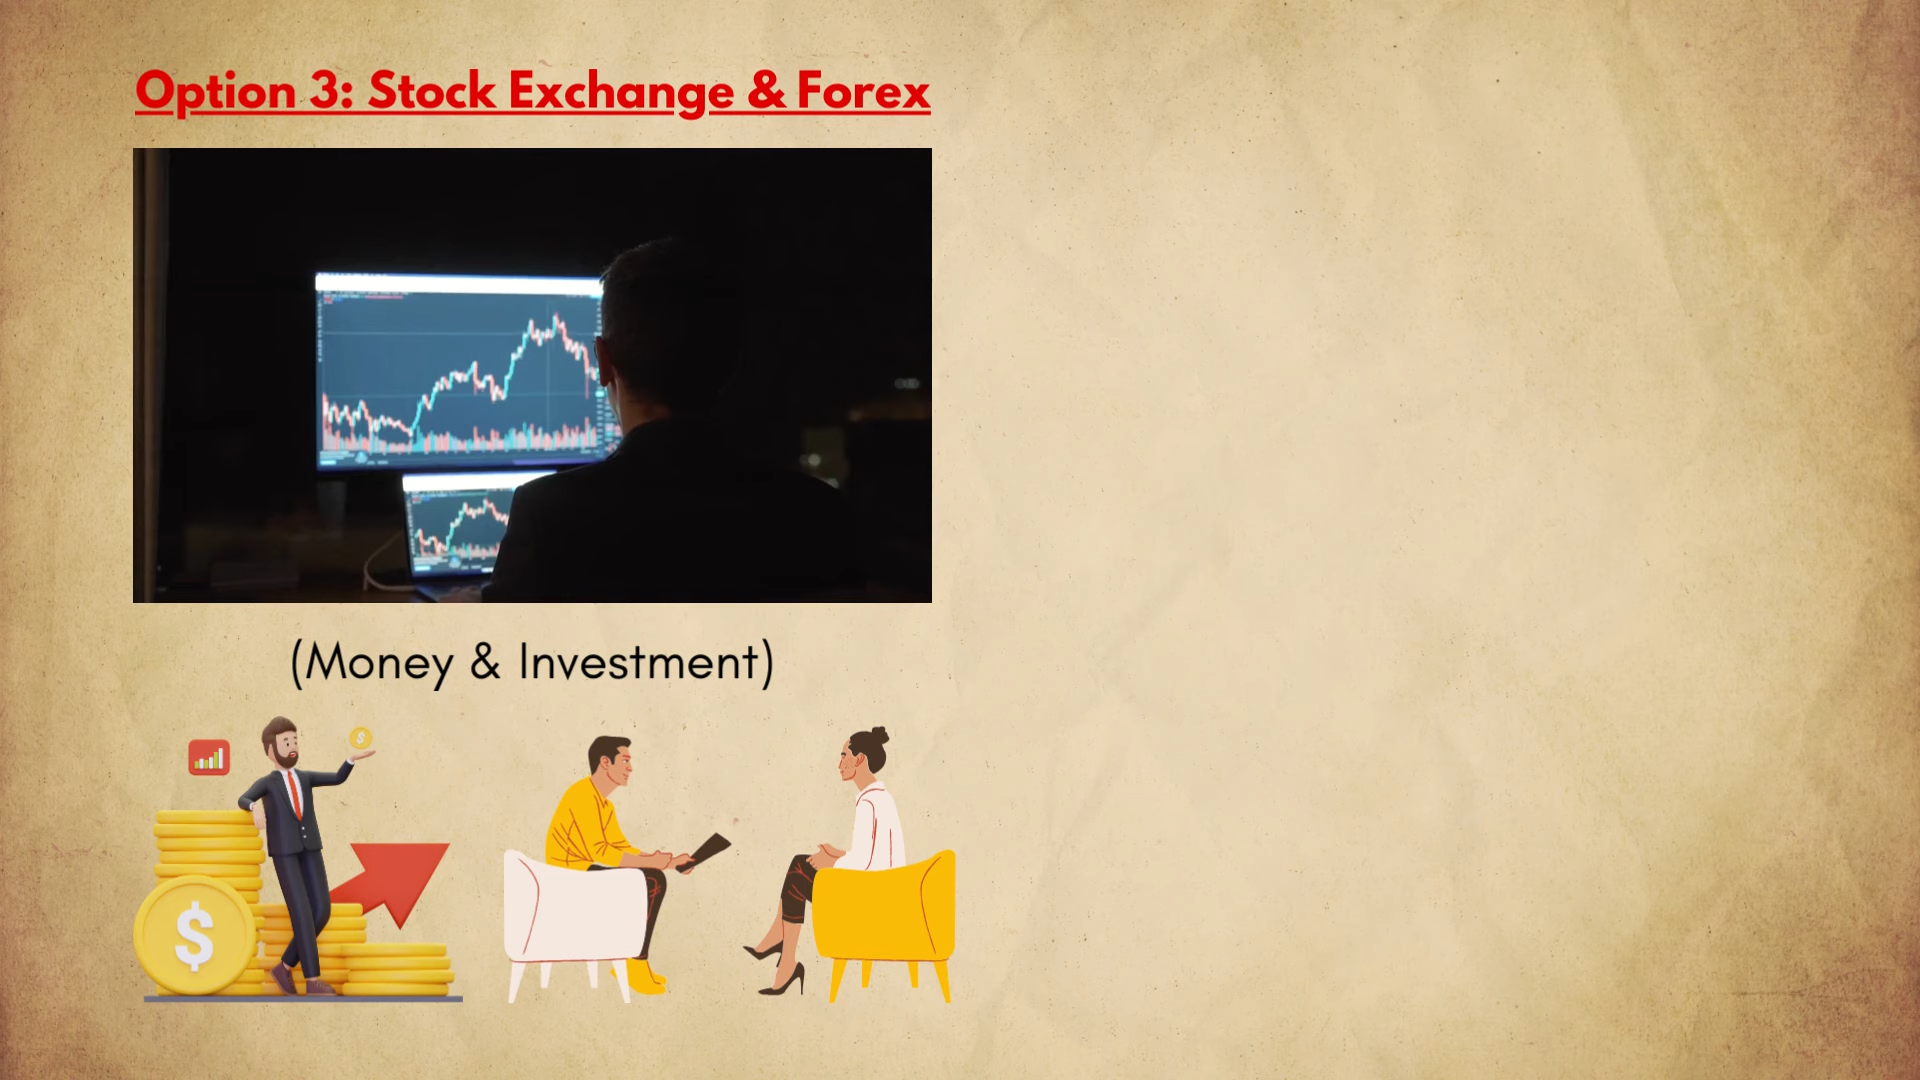 Option 3: Stock Exchange & Forex
(Money & Investment)
$
$